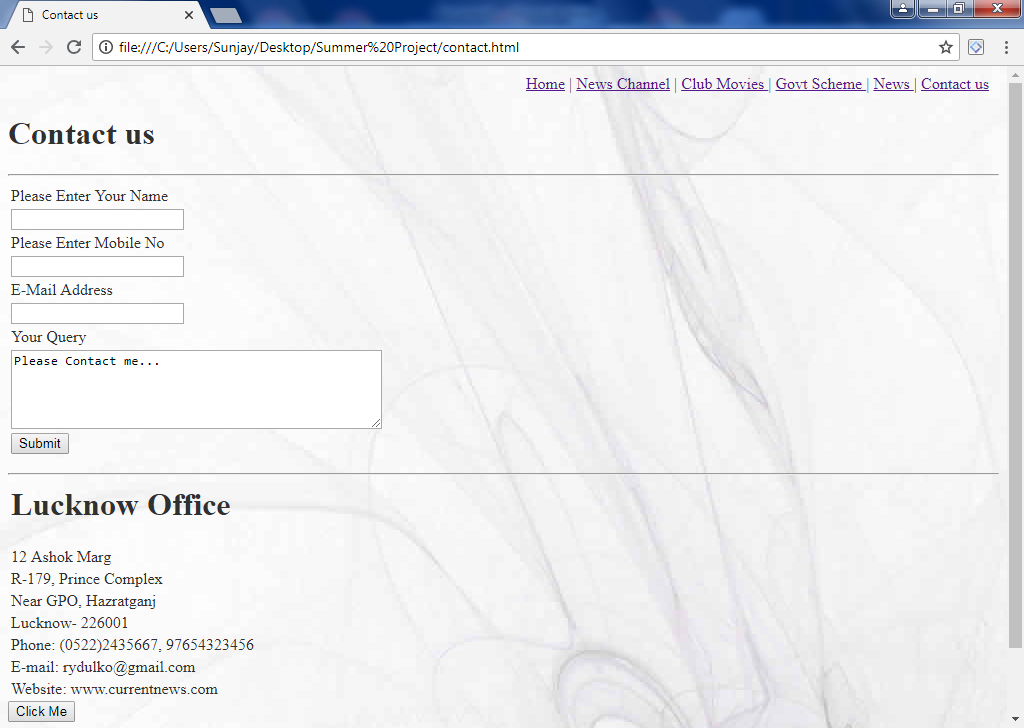 Contact us
file:///C:/Users/Sunjay/Desktop/Summer%20Project/contact.html
Home | News Channel | Club Movies | Govt Scheme | News | Contact us
Contact us
Please Enter Your Name
Please Enter Mobile No
E-Mail Address
Your Query
Please Contact me...
Submit
Lucknow Office
12 Ashok Marg
R-179, Prince Complex
Near GPO, Hazratganj
Lucknow- 226001
Phone: (0522)2435667, 97654323456
E-mail: rydulko@gmail.com
Website: www.currentnews.com
Click Me